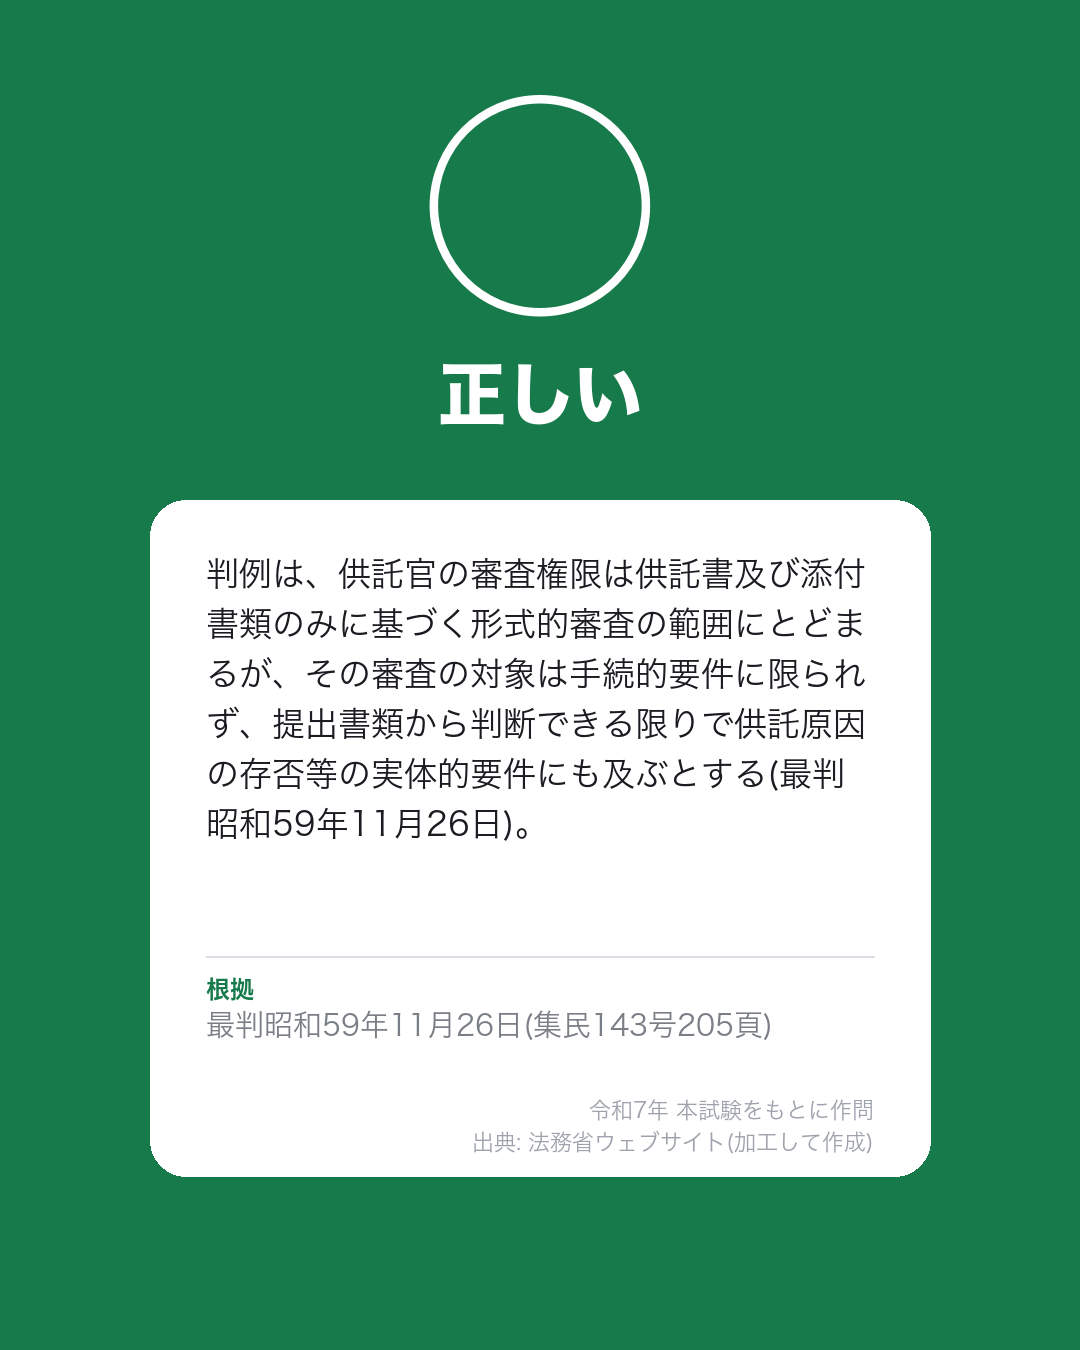 正しい
判例は、供託官の審査権限は供託書及び添付
書類のみに基づく形式的審査の範囲にとどま
るが、その審査の対象は手続的要件に限られ
ず、提出書類から判断できる限りで供託原因
の存否等の実体的要件にも及ぶとする(最判
昭和59年11月26日)。
根拠
最判昭和59年11月26日(集民143号205頁)
令和7年 本試験をもとに作問
出典: 法務省ウェブサイト(加工して作成)